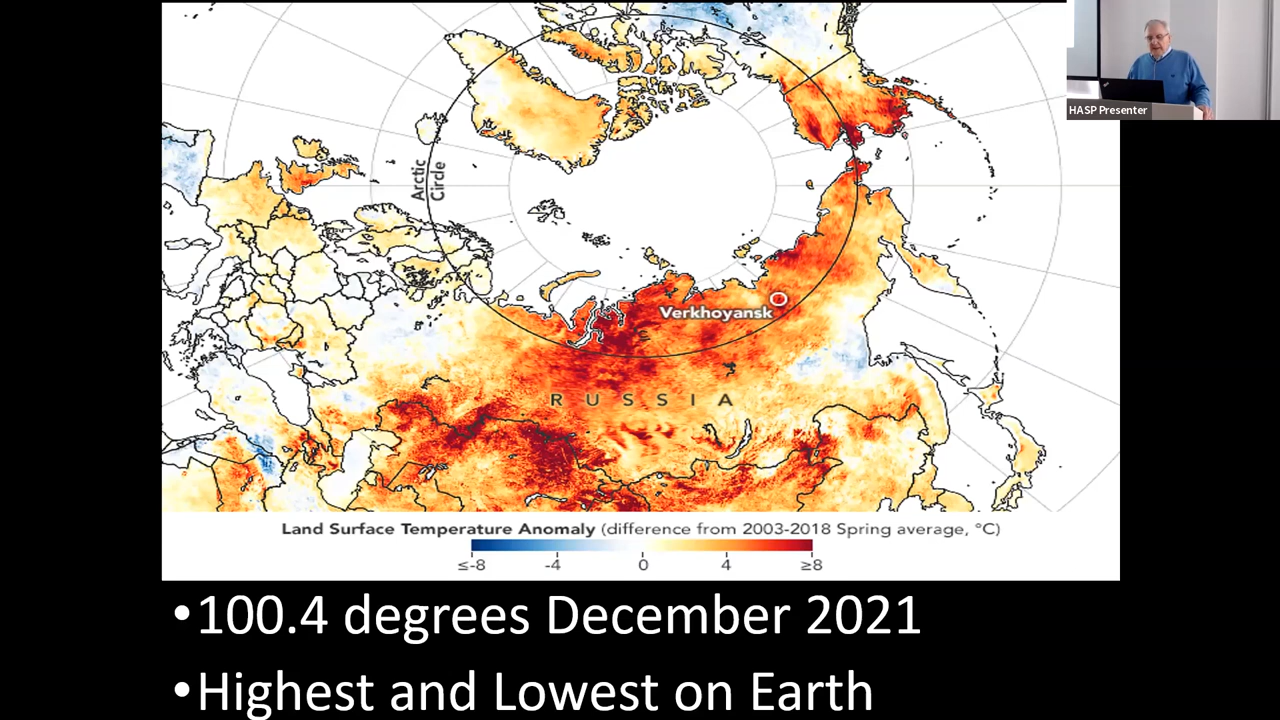 HASP Presenter
Arctic
Circle
Verkhoyansk
RUSSIA
Land Surface Temperature Anomaly (difference from 2003-2018 Spring average, °C)
≤-8 -4 0 4 ≥8
•100.4 degrees December 2021
•Highest and Lowest on Earth